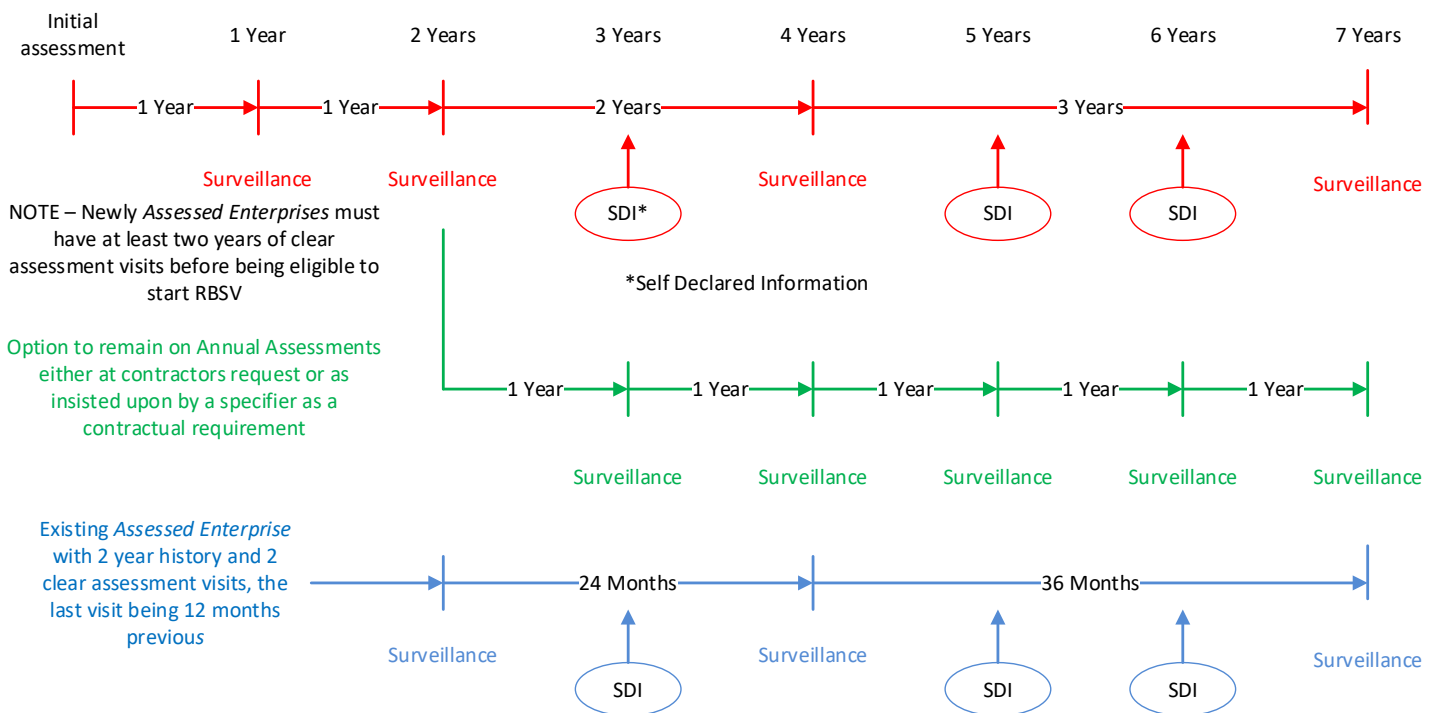 Initial
assessment
1 Year
2 Years
3 Years
4 Years
5 Years
6 Years
7 Years
1 Year
1 Year
2 Years
3 Years
Surveillance
Surveillance
SDI*
Surveillance
SDI
SDI
Surveillance
NOTE – Newly Assessed Enterprises must
have at least two years of clear
assessment visits before being eligible to
start RBSV
*Self Declared Information
Option to remain on Annual Assessments
either at contractors request or as
insisted upon by a specifier as a
contractual requirement
1 Year
1 Year
1 Year
1 Year
1 Year
Surveillance
Surveillance
Surveillance
Surveillance
Surveillance
Existing Assessed Enterprise
with 2 year history and 2
clear assessment visits, the
last visit being 12 months
previous
24 Months
36 Months
Surveillance
SDI
Surveillance
SDI
SDI
Surveillance